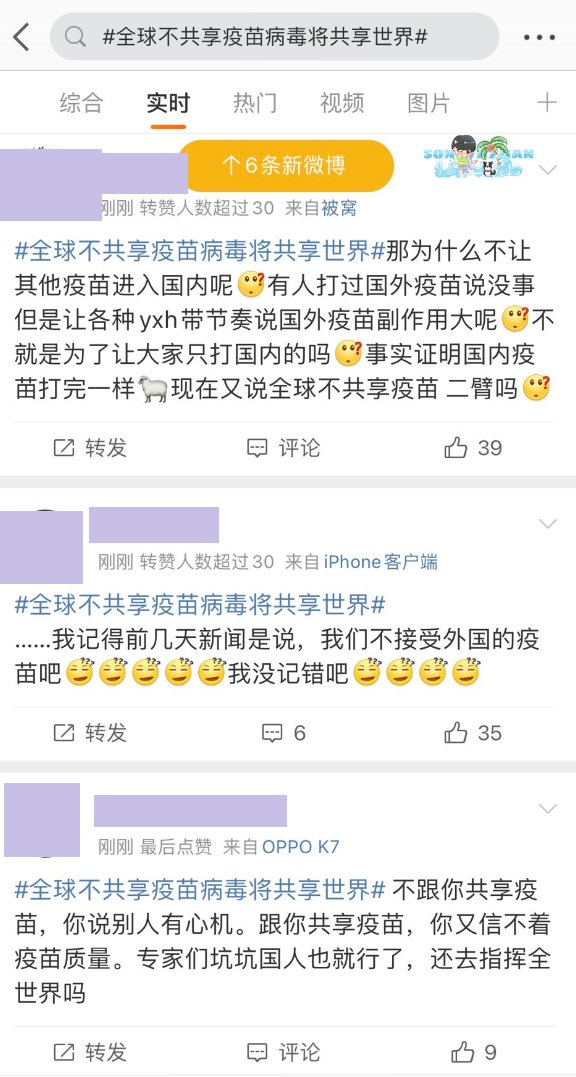 #全球不共享疫苗病毒将共享世界#
综合 实时 热门 视频 图片
个6条新微博
刚刚 转赞人数超过30 来自被窝
#全球不共享疫苗病毒将共享世界#那为什么不让
其他疫苗进入国内呢🤔有人打过国外疫苗说没事
但是让各种yxh带节奏说国外疫苗副作用大呢🤔不
就是为了让大家只打国内的吗🤔事实证明国内疫
苗打完一样🐑现在又说全球不共享疫苗 二臂吗🤔
转发 评论 39
刚刚 转赞人数超过30 来自iPhone客户端
#全球不共享疫苗病毒将共享世界#
……我记得前几天新闻是说，我们不接受外国的疫
苗吧我没记错吧
转发 6 35
刚刚 最后点赞 来自OPPO K7
#全球不共享疫苗病毒将共享世界# 不跟你共享疫
苗，你说别人有心机。跟你共享疫苗，你又信不着
疫苗质量。专家们坑坑国人也就行了，还去指挥全
世界吗
转发 评论 9